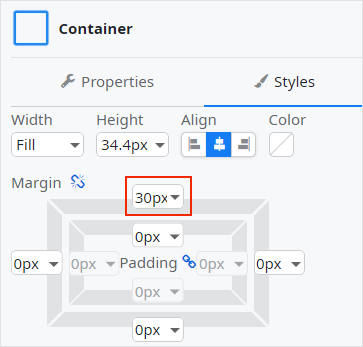 Container
Properties Styles
Width Height Align Color
Fill 34.4px
Margin
30px
0px
0px 0px Padding 0px 0px
0px
0px